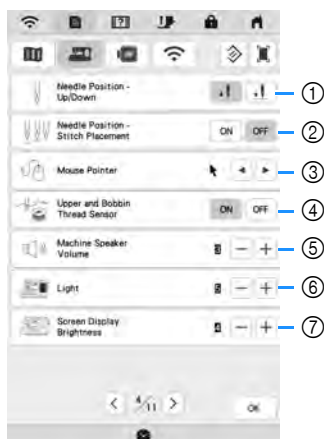 Needle Position -
Up/Down
①
Needle Position -
Stitch Placement
ON OFF
②
Mouse Pointer
③
Upper and Bobbin
Thread Sensor
ON OFF
④
Machine Speaker
Volume
- +
⑤
Light
- +
⑥
Screen Display
Brightness
- +
⑦
< 4/11 >
OK